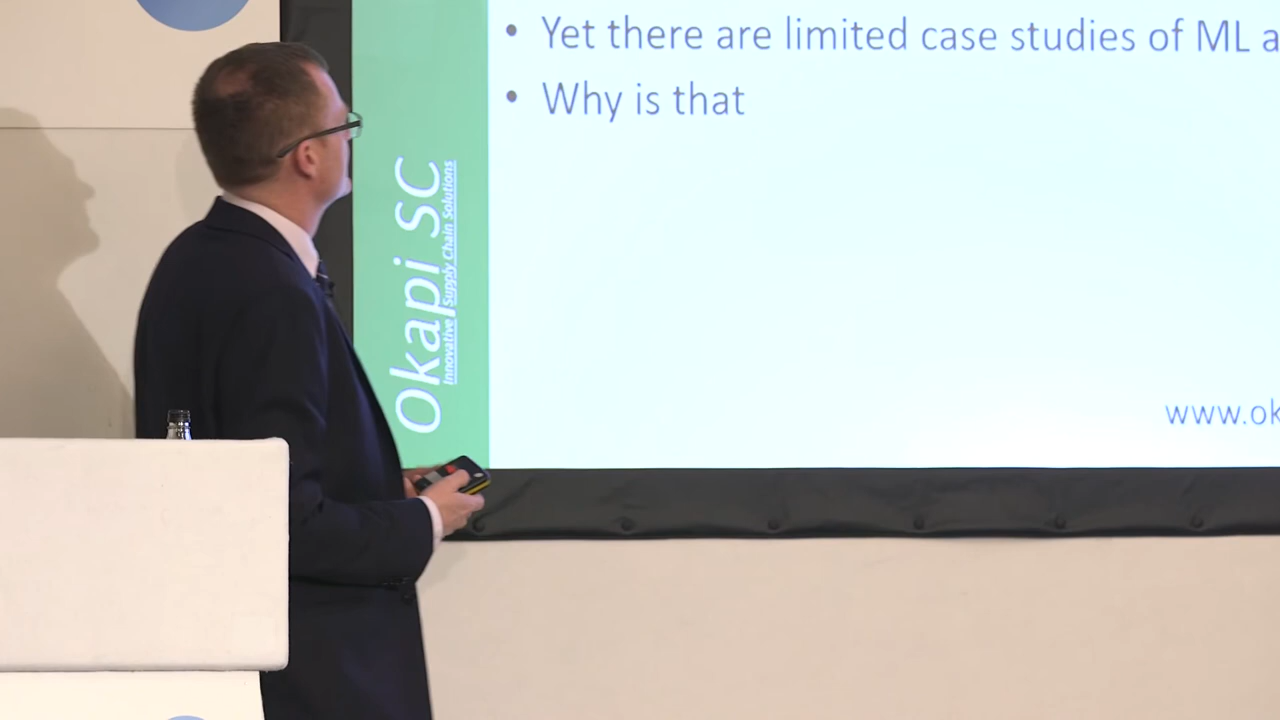 • Yet there are limited case studies of ML a
• Why is that
Okapi SC
Innovative Supply Chain Solutions
www.ok